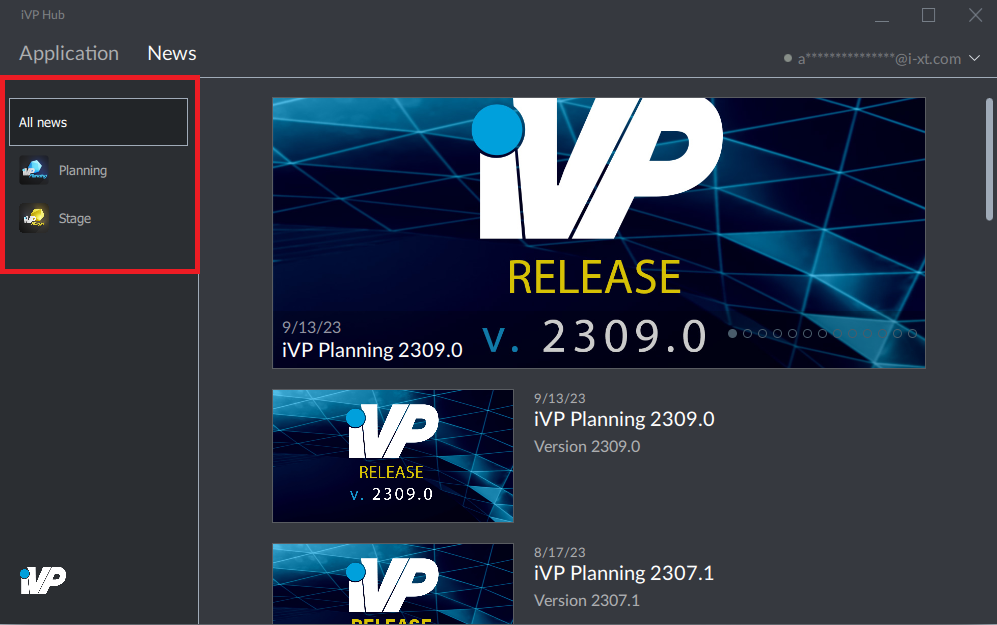 iVP Hub
Application News
a***************@i-xt.com
All news
Planning
Stage
iVP
RELEASE
v. 2309.0
9/13/23
iVP Planning 2309.0
iVP
RELEASE
v. 2309.0
9/13/23
iVP Planning 2309.0
Version 2309.0
iVP
RELEASE
8/17/23
iVP Planning 2307.1
Version 2307.1
iVP